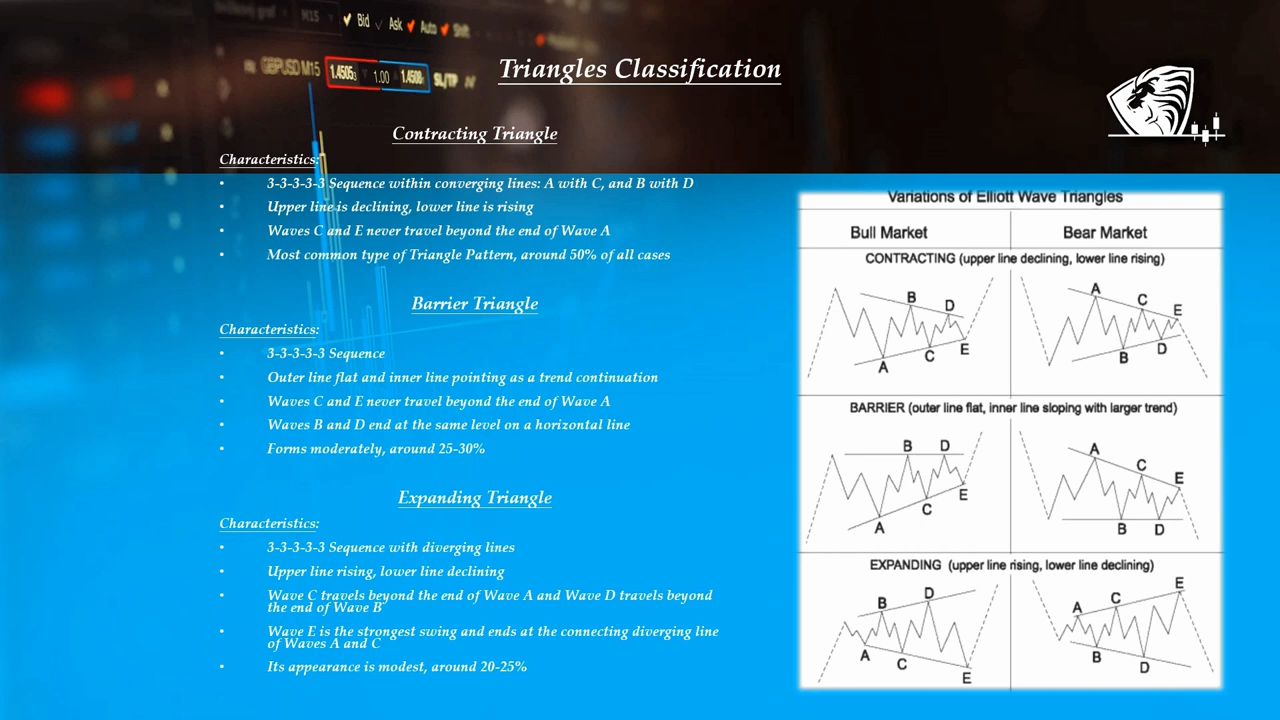 M15
Bid
Ask
Auto
Shift
GBPUSD M15
1.4505
1.00
1.4508
SL/TP
Triangles Classification
Contracting Triangle
Characteristics:
• 3-3-3-3-3 Sequence within converging lines: A with C, and B with D
• Upper line is declining, lower line is rising
• Waves C and E never travel beyond the end of Wave A
• Most common type of Triangle Pattern, around 50% of all cases
Barrier Triangle
Characteristics:
• 3-3-3-3-3 Sequence
• Outer line flat and inner line pointing as a trend continuation
• Waves C and E never travel beyond the end of Wave A
• Waves B and D end at the same level on a horizontal line
• Forms moderately, around 25-30%
Expanding Triangle
Characteristics:
• 3-3-3-3-3 Sequence with diverging lines
• Upper line rising, lower line declining
• Wave C travels beyond the end of Wave A and Wave D travels beyond
the end of Wave B
• Wave E is the strongest swing and ends at the connecting diverging line
of Waves A and C
• Its appearance is modest, around 20-25%
Variations of Elliott Wave Triangles
Bull Market
Bear Market
CONTRACTING (upper line declining, lower line rising)
B D
A C E
A C E
B D
BARRIER (outer line flat, inner line sloping with larger trend)
B D
A C E
A C E
B D
EXPANDING (upper line rising, lower line declining)
B D
A C E
A C E
B D